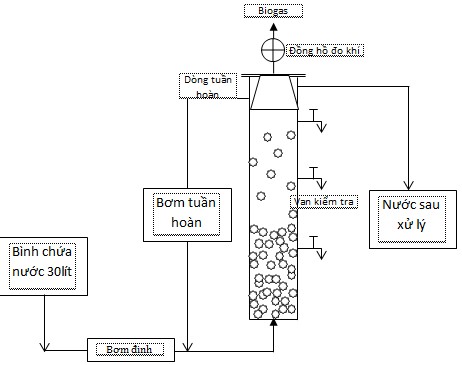 Biogas
Đồng hồ đo khí
Dòng tuần
hoàn
Bơm tuần
hoàn
Van kiểm tra
Nước sau
xử lý
Bình chứa
nước 30lít
Bơm định